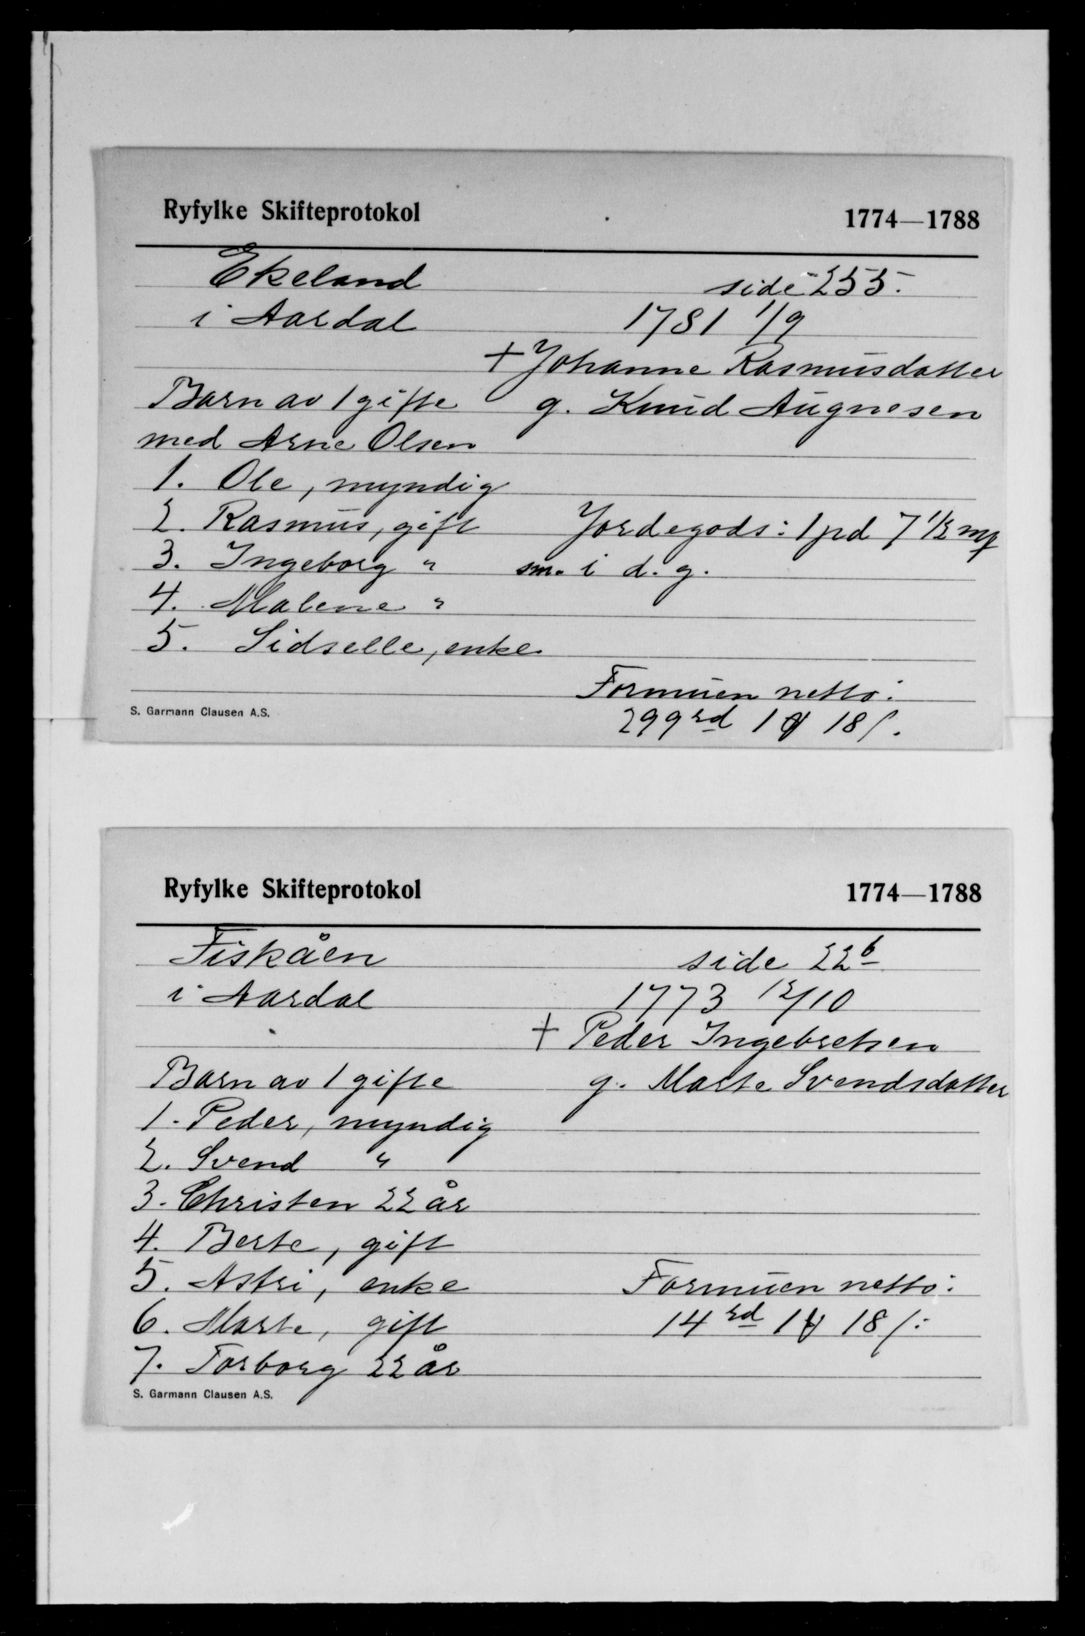 Ryfylke Skifteprotokol 1774—1788
Ekeland side 255.
i Aardal 1781 1/9
+ Johanne Rasmusdatter
Barn av 1 gifte g. Knud Augnesen
med Arne Olsen
1. Ole, myndig
2. Rasmus, gift Jordegods: 1 pd 7 1/2 mf
3. Ingeborg " sm. i d. g.
4. Malene "
5. Sidselle, enke
Formuen netto:
S. Garmann Clausen A.S.
299 rd 1 18 s.
Ryfylke Skifteprotokol 1774—1788
Fiskåen side 22 b
i Aardal 1773 12/10
+ Peder Ingebretsen
Barn av 1 gifte g. Marte Svendsdatter
1. Peder, myndig
2. Svend "
3. Christen 22 år
4. Berte, gift
5. Astri, enke Formuen netto:
6. Marte, gift 14 rd 1 18 s:
7. Torborg 22 år
S. Garmann Clausen A.S.